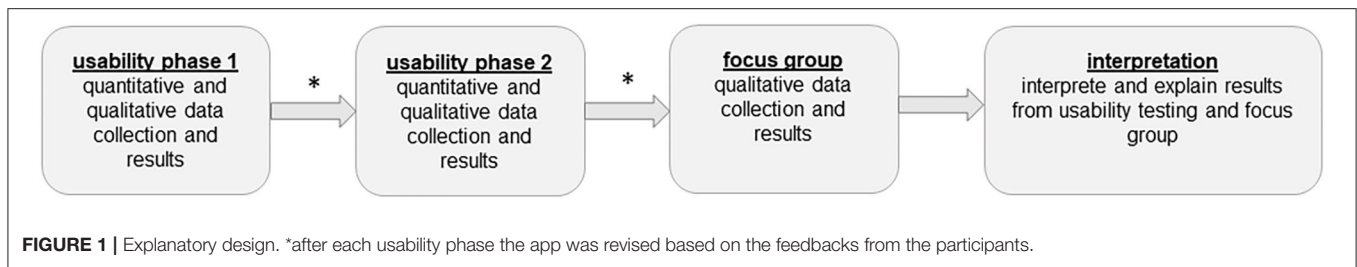 usability phase 1
quantitative and
qualitative data
collection and
results
*
usability phase 2
quantitative and
qualitative data
collection and
results
*
focus group
qualitative data
collection and
results
interpretation
interprete and explain results
from usability testing and focus
group
FIGURE 1 | Explanatory design. *after each usability phase the app was revised based on the feedbacks from the participants.